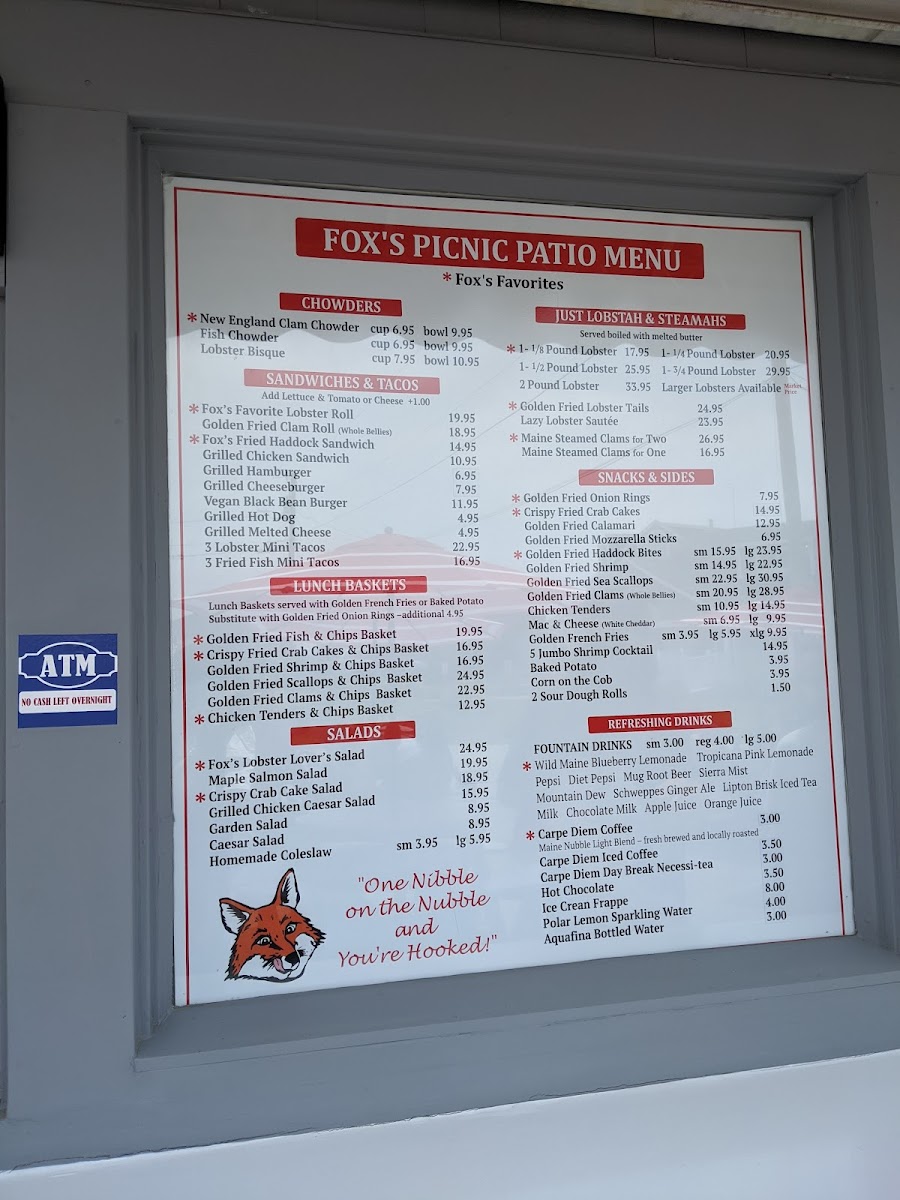 FOX'S PICNIC PATIO MENU
* Fox's Favorites
CHOWDERS
* New England Clam Chowder cup 6.95 bowl 9.95
Fish Chowder cup 6.95 bowl 9.95
Lobster Bisque cup 7.95 bowl 10.95
SANDWICHES & TACOS
Add Lettuce & Tomato or Cheese +1.00
* Fox's Favorite Lobster Roll 19.95
Golden Fried Clam Roll (Whole Bellies) 18.95
* Fox's Fried Haddock Sandwich 14.95
Grilled Chicken Sandwich 10.95
Grilled Hamburger 6.95
Grilled Cheeseburger 7.95
Vegan Black Bean Burger 11.95
Grilled Hot Dog 4.95
Grilled Melted Cheese 4.95
3 Lobster Mini Tacos 22.95
3 Fried Fish Mini Tacos 16.95
LUNCH BASKETS
Lunch Baskets served with Golden French Fries or Baked Potato
Substitute with Golden Fried Onion Rings ~additional 4.95
* Golden Fried Fish & Chips Basket 19.95
* Crispy Fried Crab Cakes & Chips Basket 16.95
Golden Fried Shrimp & Chips Basket 16.95
Golden Fried Scallops & Chips Basket 24.95
Golden Fried Clams & Chips Basket 22.95
* Chicken Tenders & Chips Basket 12.95
SALADS
* Fox's Lobster Lover's Salad 24.95
Maple Salmon Salad 19.95
* Crispy Crab Cake Salad 18.95
Grilled Chicken Caesar Salad 15.95
Garden Salad 8.95
Caesar Salad 8.95
Homemade Coleslaw sm 3.95 lg 5.95
"One Nibble
on the Nubble
and
You're Hooked!"
JUST LOBSTAH & STEAMAHS
Served boiled with melted butter
* 1- 1/8 Pound Lobster 17.95 1- 1/4 Pound Lobster 20.95
1- 1/2 Pound Lobster 25.95 1- 3/4 Pound Lobster 29.95
2 Pound Lobster 33.95 Larger Lobsters Available Market Price
* Golden Fried Lobster Tails 24.95
Lazy Lobster Sautée 23.95
* Maine Steamed Clams for Two 26.95
Maine Steamed Clams for One 16.95
SNACKS & SIDES
* Golden Fried Onion Rings 7.95
* Crispy Fried Crab Cakes 14.95
Golden Fried Calamari 12.95
Golden Fried Mozzarella Sticks 6.95
* Golden Fried Haddock Bites sm 15.95 lg 23.95
Golden Fried Shrimp sm 14.95 lg 22.95
Golden Fried Sea Scallops sm 22.95 lg 30.95
Golden Fried Clams (Whole Bellies) sm 20.95 lg 28.95
Chicken Tenders sm 10.95 lg 14.95
Mac & Cheese (White Cheddar) sm 6.95 lg 9.95
Golden French Fries sm 3.95 lg 5.95 xlg 9.95
5 Jumbo Shrimp Cocktail 14.95
Baked Potato 3.95
Corn on the Cob 3.95
2 Sour Dough Rolls 1.50
REFRESHING DRINKS
FOUNTAIN DRINKS sm 3.00 reg 4.00 lg 5.00
* Wild Maine Blueberry Lemonade Tropicana Pink Lemonade
Pepsi Diet Pepsi Mug Root Beer Sierra Mist
Mountain Dew Schweppes Ginger Ale Lipton Brisk Iced Tea
Milk Chocolate Milk Apple Juice Orange Juice
* Carpe Diem Coffee 3.00
Maine Nubble Light Blend ~ fresh brewed and locally roasted
Carpe Diem Iced Coffee 3.50
Carpe Diem Day Break Necessi-tea 3.00
Hot Chocolate 3.50
Ice Crean Frappe 8.00
Polar Lemon Sparkling Water 4.00
Aquafina Bottled Water 3.00
ATM
NO CASH LEFT OVERNIGHT